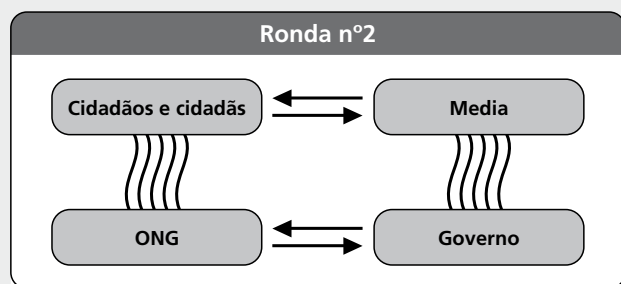 Ronda nº2
Cidadãos e cidadãs
Media
ONG
Governo